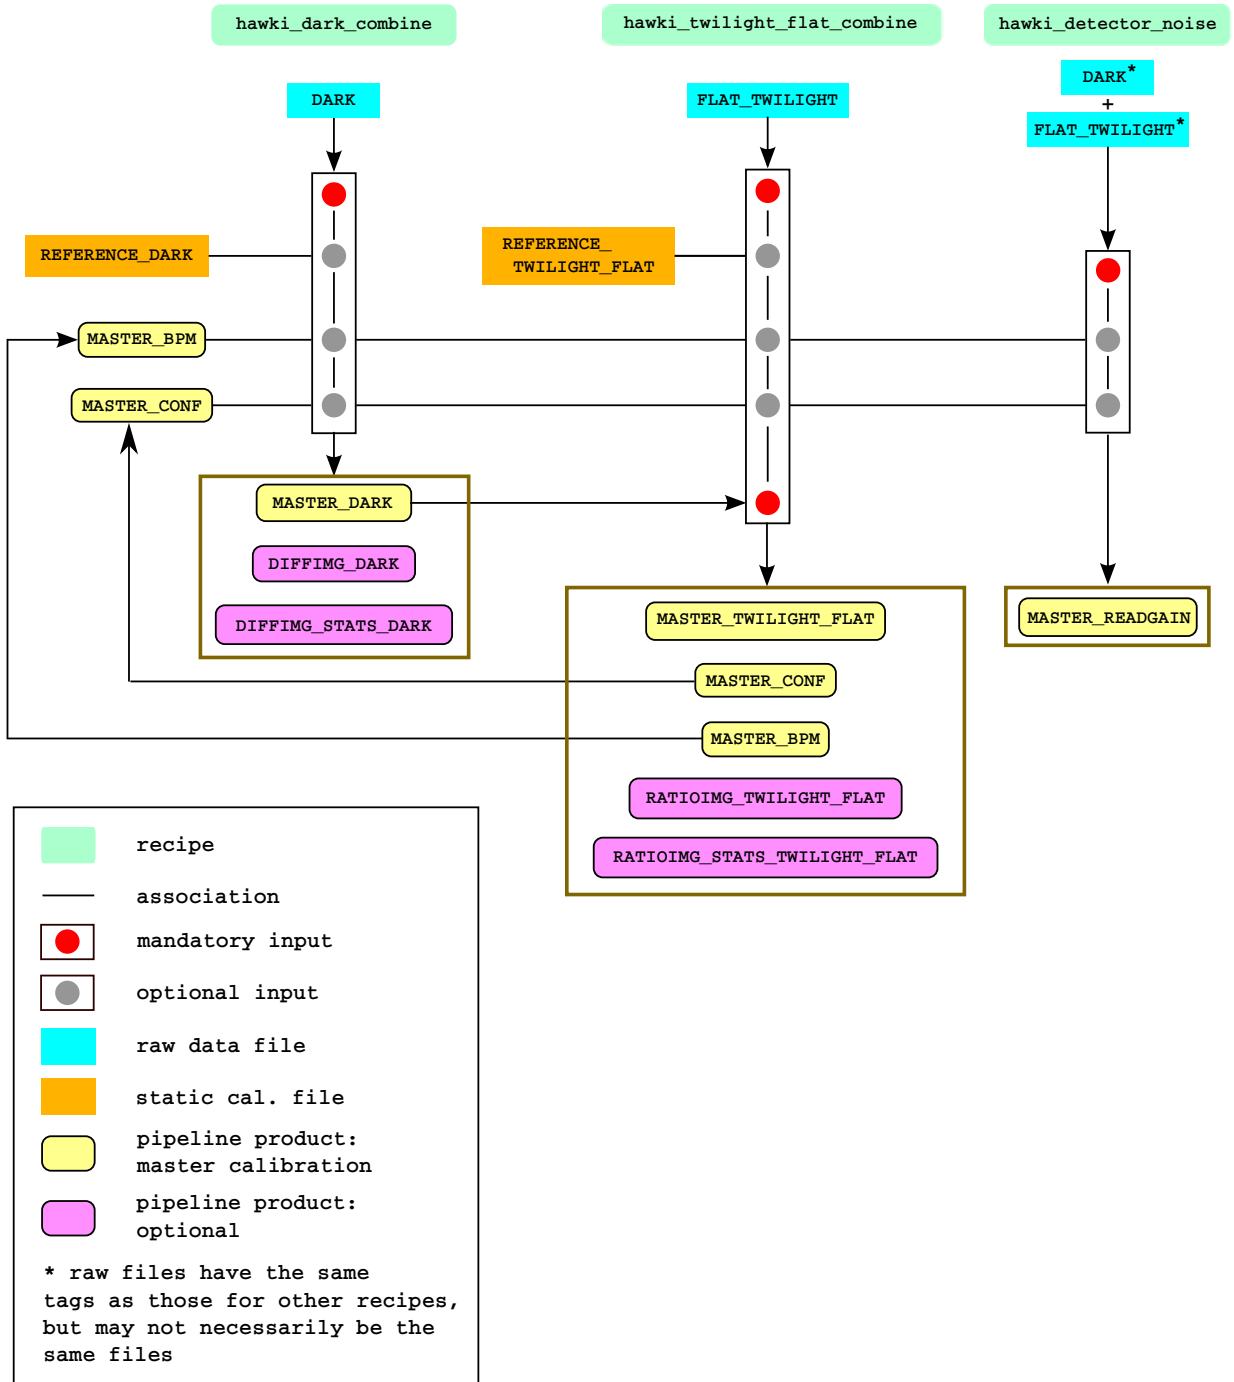 hawki_dark_combine
hawki_twilight_flat_combine
hawki_detector_noise
DARK
FLAT_TWILIGHT
DARK*
+
FLAT_TWILIGHT*
REFERENCE_DARK
REFERENCE_
TWILIGHT_FLAT
MASTER_BPM
MASTER_CONF
MASTER_DARK
DIFFIMG_DARK
DIFFIMG_STATS_DARK
MASTER_TWILIGHT_FLAT
MASTER_CONF
MASTER_BPM
RATIOIMG_TWILIGHT_FLAT
RATIOIMG_STATS_TWILIGHT_FLAT
MASTER_READGAIN
recipe
association
mandatory input
optional input
raw data file
static cal. file
pipeline product:
master calibration
pipeline product:
optional
* raw files have the same
tags as those for other recipes,
but may not necessarily be the
same files